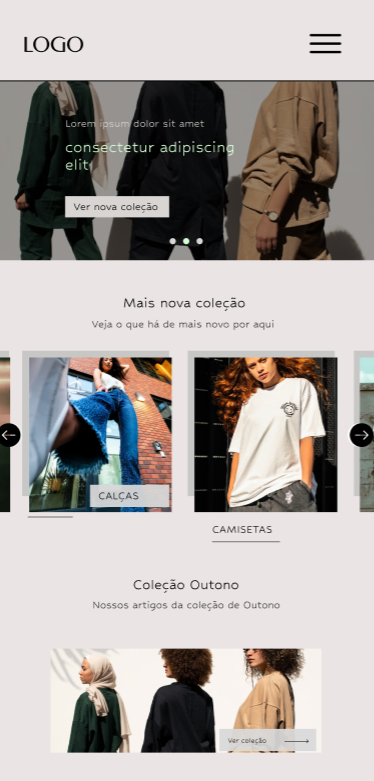 LOGO
Lorem ipsum dolor sit amet
consectetur adipiscing
elit
Ver nova coleção
Mais nova coleção
Veja o que há de mais novo por aqui
CALÇAS
CAMISETAS
Coleção Outono
Nossos artigos da coleção de Outono
Ver coleção